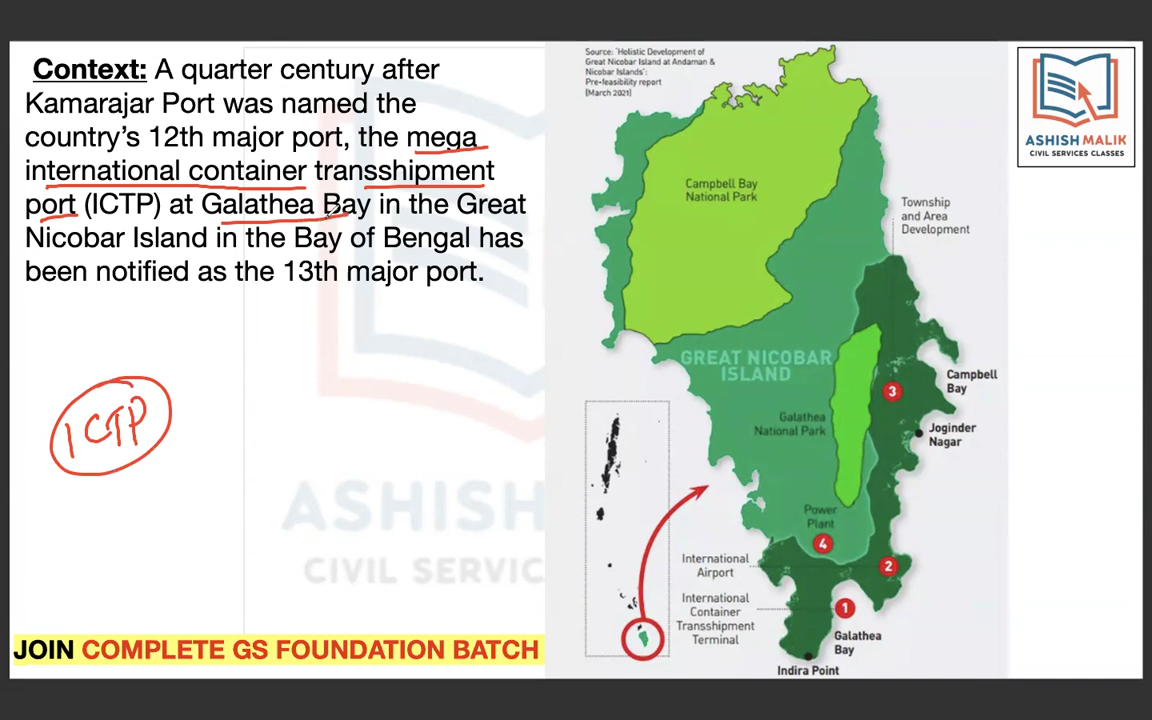 Context: A quarter century after
Kamarajar Port was named the
country's 12th major port, the mega
international container transshipment
port (ICTP) at Galathea Bay in the Great
Nicobar Island in the Bay of Bengal has
been notified as the 13th major port.
ICTP
ASHISH
CIVIL SERVIC
JOIN COMPLETE GS FOUNDATION BATCH
Source: 'Holistic Development of
Great Nicobar Island at Andaman &
Nicobar Islands':
Pre-feasibility report
(March 2021)
Campbell Bay
National Park
Township
and Area
Development
GREAT NICOBAR
ISLAND
3
Campbell
Bay
Galathea
National Park
Joginder
Nagar
Power
Plant
4
International
Airport
2
International
Container
Transshipment
Terminal
1
Galathea
Bay
Indira Point
ASHISH MALIK
CIVIL SERVICES CLASSES